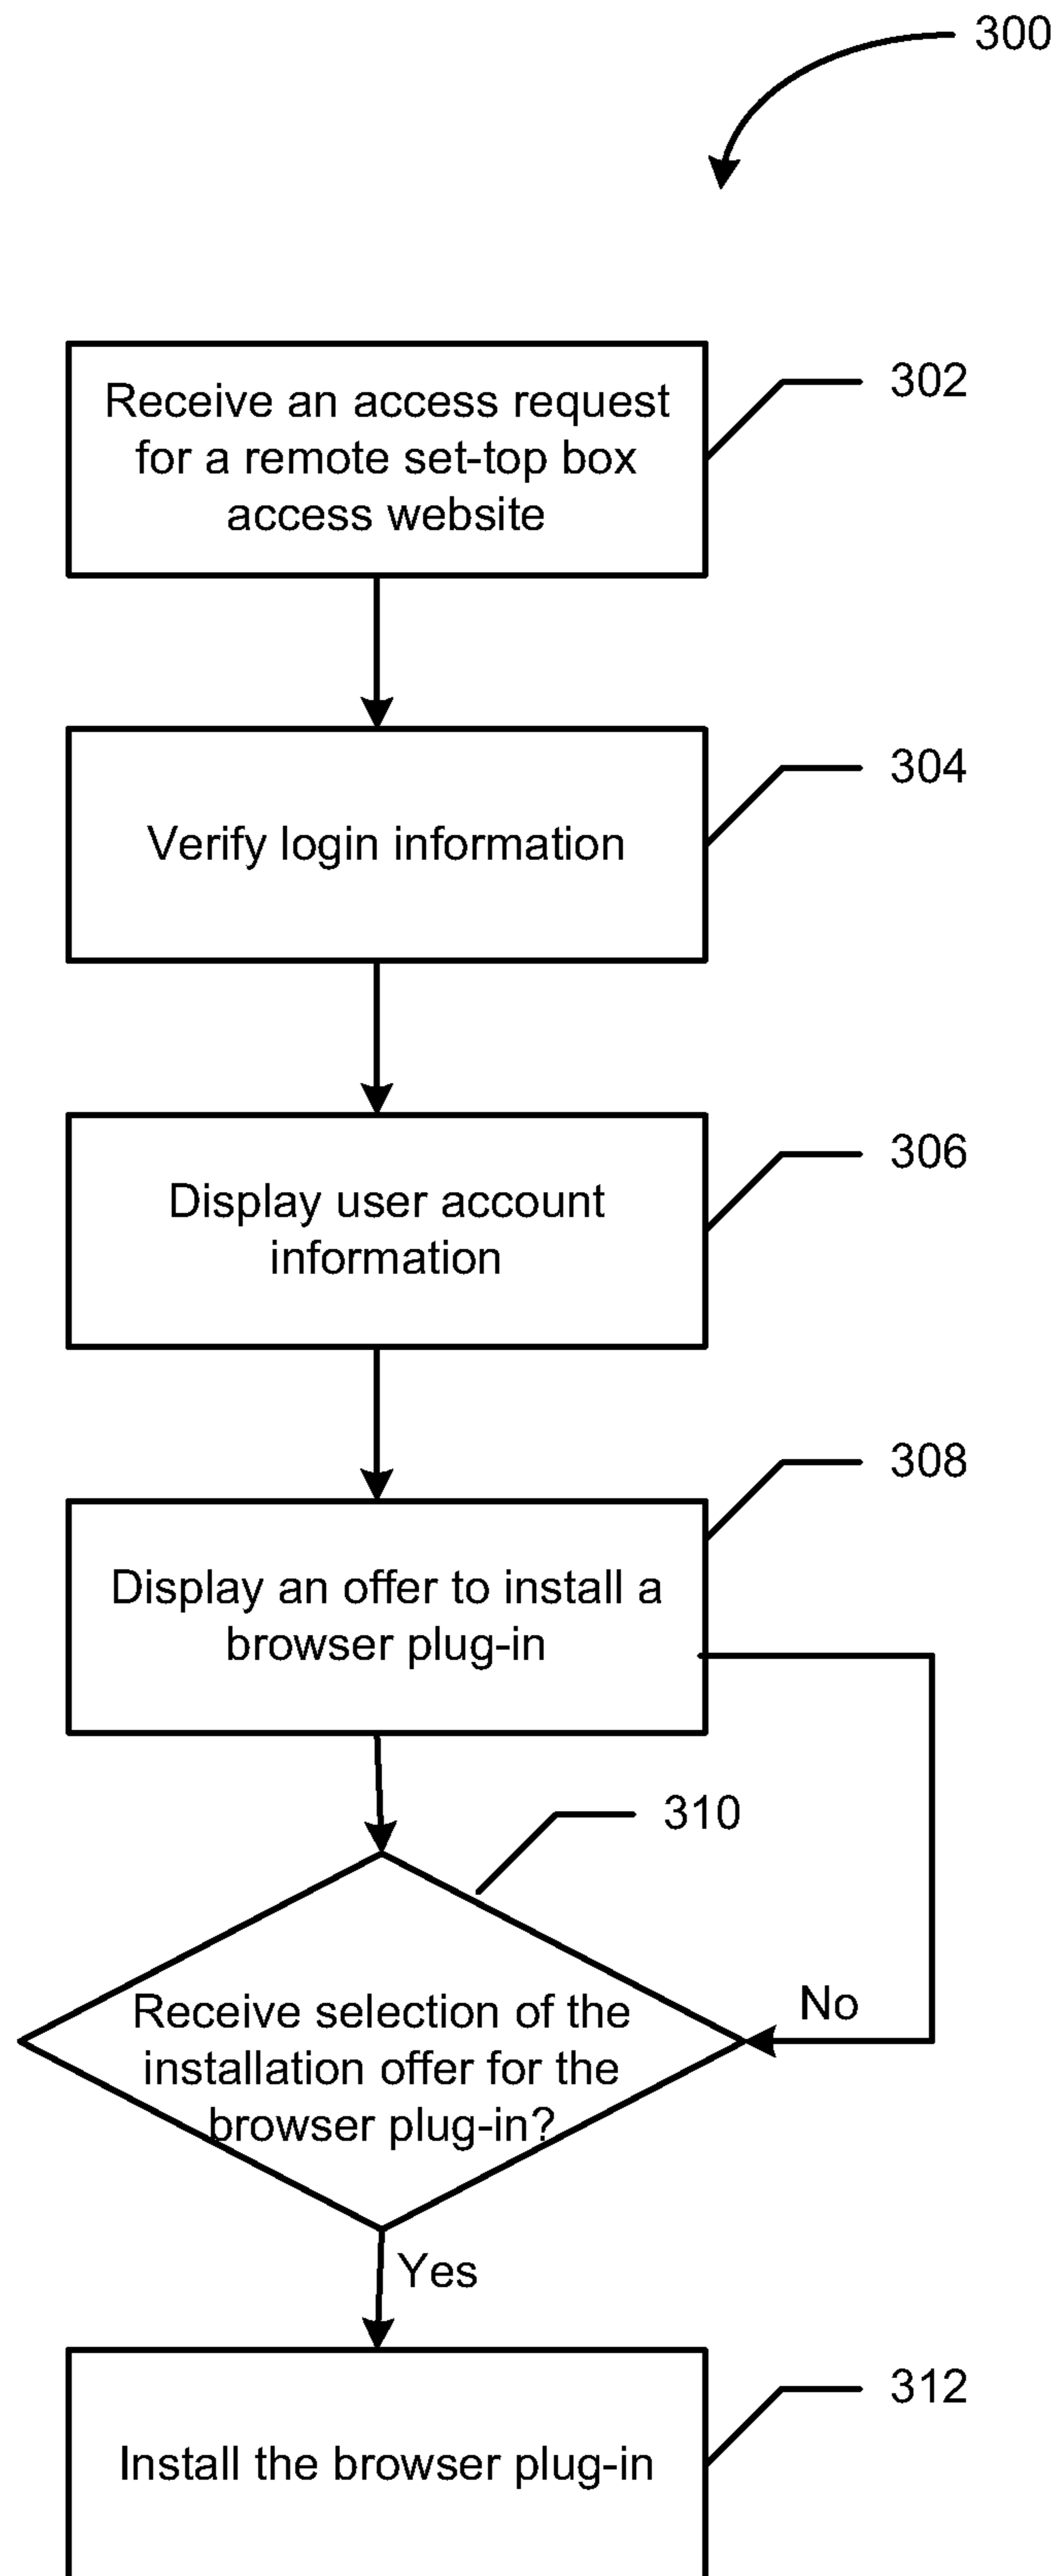 300
Receive an access request
for a remote set-top box
access website
302
Verify login information
304
Display user account
information
306
Display an offer to install a
browser plug-in
308
310
Receive selection of the
installation offer for the
browser plug-in?
No
Yes
Install the browser plug-in
312